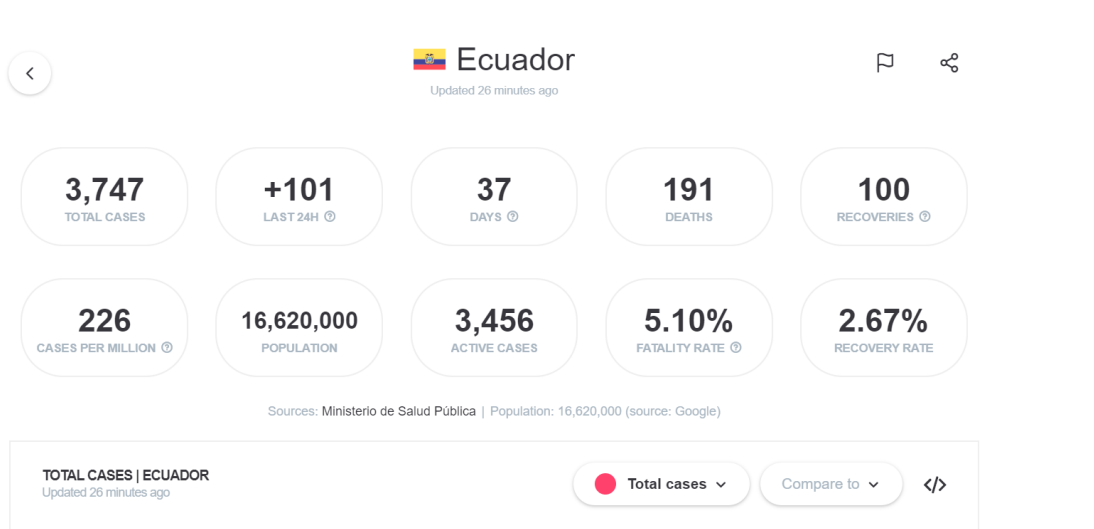 Ecuador
Updated 26 minutes ago
3,747
TOTAL CASES
+101
LAST 24H
37
DAYS
191
DEATHS
100
RECOVERIES
226
CASES PER MILLION
16,620,000
POPULATION
3,456
ACTIVE CASES
5.10%
FATALITY RATE
2.67%
RECOVERY RATE
Sources: Ministerio de Salud Pública | Population: 16,620,000 (source: Google)
TOTAL CASES | ECUADOR
Updated 26 minutes ago
Total cases
Compare to